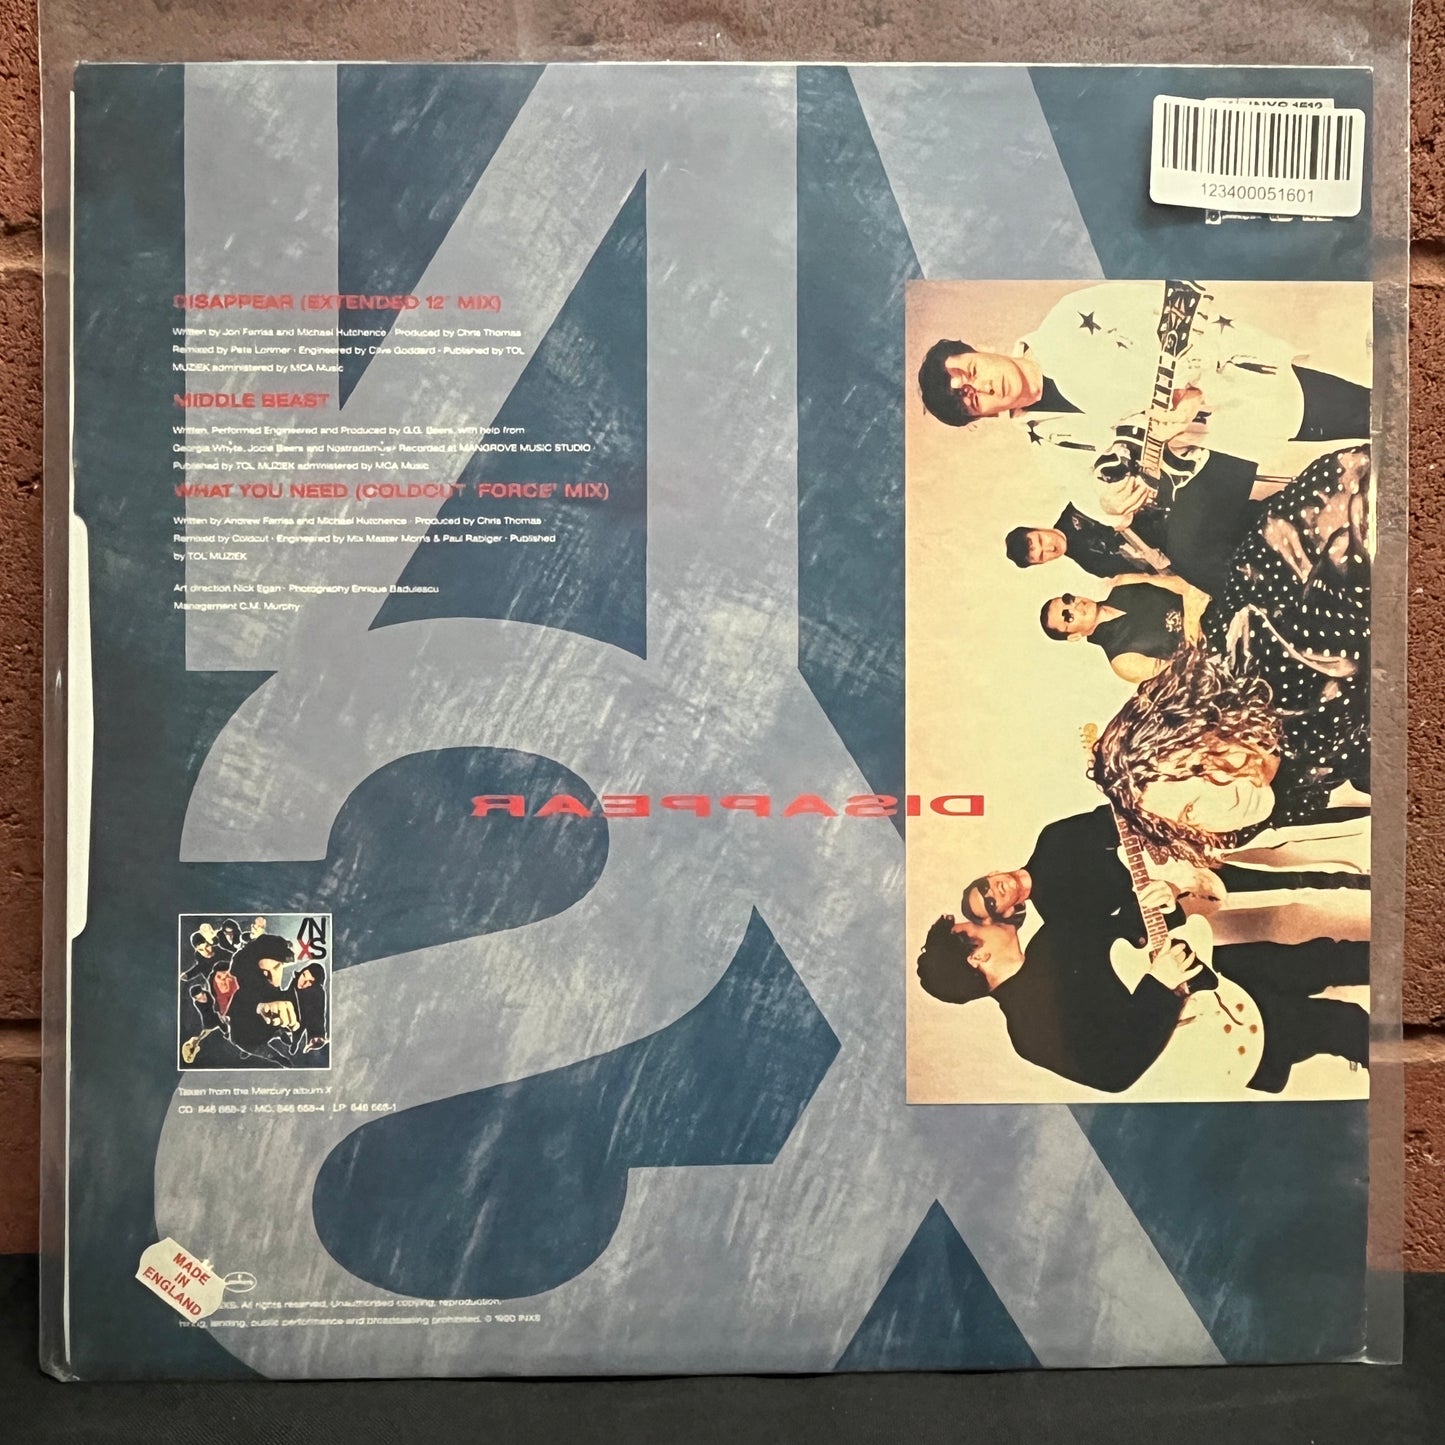 INXS 1512
123400051601
DISAPPEAR (EXTENDED 12" MIX)
Written by Jon Farriss and Michael Hutchence · Produced by Chris Thomas
Remixed by Pete Lorimer · Engineered by Clive Goddard · Published by TOL
MUZIEK administered by MCA Music
MIDDLE BEAST
Written, Performed Engineered and Produced by G.G. Beers, with help from
Georgia Whyte, Jodie Beers and Nostradamus · Recorded at MANGROVE MUSIC STUDIO ·
Published by TOL MUZIEK administered by MCA Music
WHAT YOU NEED (COLDCUT 'FORCE' MIX)
Written by Andrew Farriss and Michael Hutchence · Produced by Chris Thomas ·
Remixed by Coldcut · Engineered by Mix Master Morris & Paul Rabiger · Published
by TOL MUZIEK
Art direction Nick Egan · Photography Enrique Badulescu
Management C.M. Murphy
DISAPPEAR
INXS
Taken from the Mercury album X
CD: 846 668-2 · MC: 846 668-4 · LP: 846 668-1
MADE
IN
ENGLAND
INXS
All rights reserved. Unauthorised copying, reproduction,
hiring, lending, public performance and broadcasting prohibited. © 1990 INXS